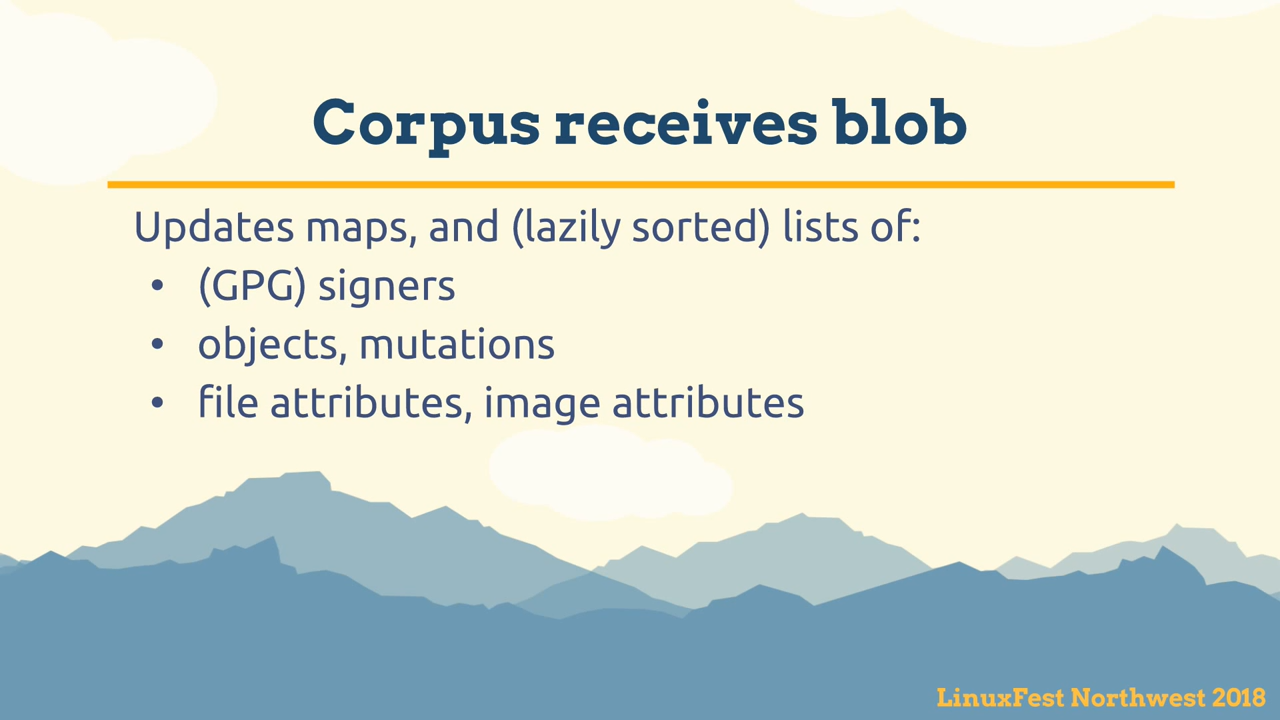 Corpus receives blob
Updates maps, and (lazily sorted) lists of:
• (GPG) signers
• objects, mutations
• file attributes, image attributes
LinuxFest Northwest 2018